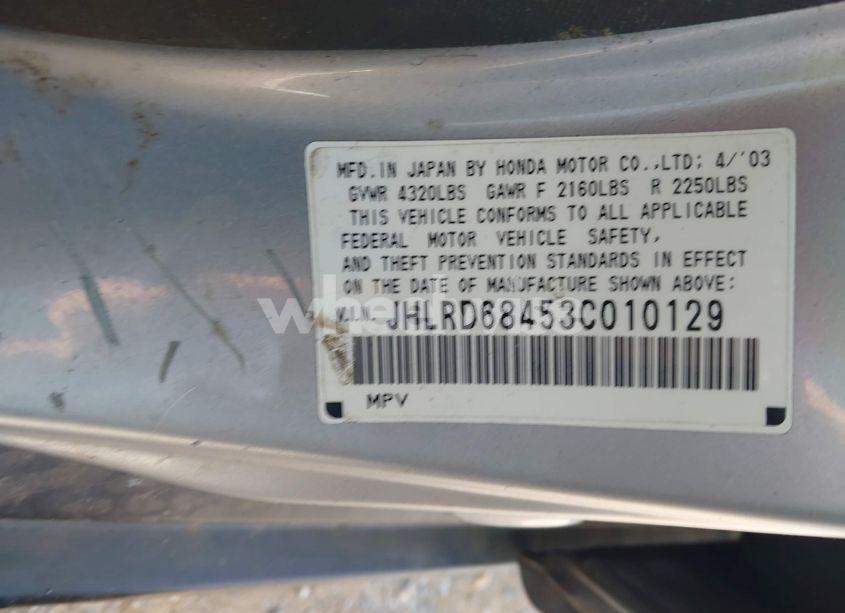 MFD.IN JAPAN BY HONDA MOTOR CO.,LTD; 4/'03
GVWR 4320LBS GAWR F 2160LBS R 2250LBS
THIS VEHICLE CONFORMS TO ALL APPLICABLE
FEDERAL MOTOR VEHICLE SAFETY,
AND THEFT PREVENTION STANDARDS IN EFFECT
ON THE DATE OF MANUFACTURE SHOWN ABOVE:
V.I.N. JHLRD68453C010129
MPV